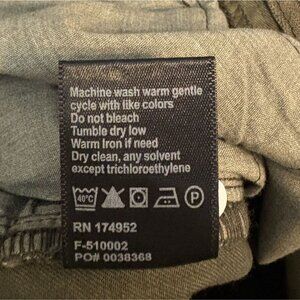 Machine wash warm gentle
cycle with like colors
Do not bleach
Tumble dry low
Warm Iron if need
Dry clean, any solvent
except trichloroethylene
40°C P
RN 174952
F-510002
PO# 0038368